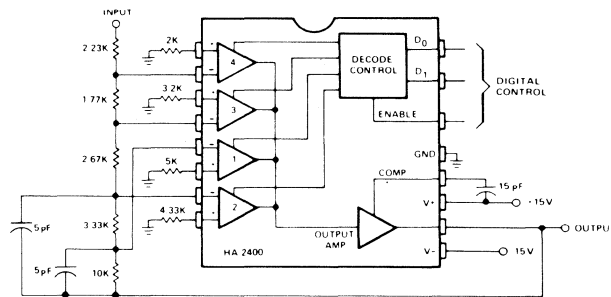 INPUT
2.23K
1.77K
2.67K
3.33K
10K
5pF
5pF
2K
3.2K
5K
4.33K
+
−
4
+
−
3
−
+
1
−
+
2
HA 2400
DECODE
CONTROL
D0
D1
ENABLE
DIGITAL
CONTROL
GND
COMP
15 pF
V+
15V
OUTPUT
AMP
OUTPU
V-
15V